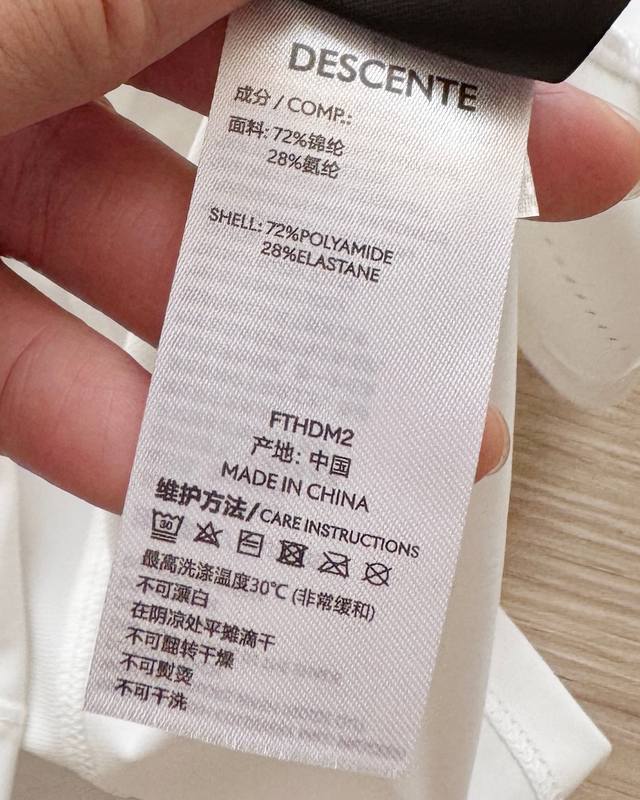 DESCENTE
成分 / COMP.:
面料: 72%锦纶
28%氨纶
SHELL: 72%POLYAMIDE
28%ELASTANE
FTHDM2
产地: 中国
MADE IN CHINA
维护方法/CARE INSTRUCTIONS
30
最高洗涤温度30℃ (非常缓和)
不可漂白
在阴凉处平摊滴干
不可翻转干燥
不可熨烫
不可干洗